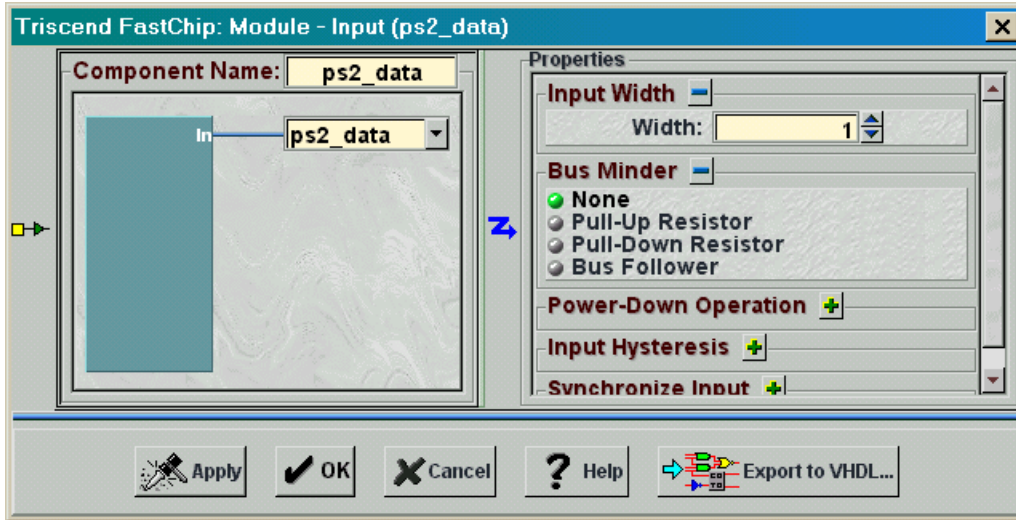 Triscend FastChip: Module - Input (ps2_data)
Component Name: ps2_data
In ps2_data
Properties
Input Width
Width: 1
Bus Minder
None
Pull-Up Resistor
Pull-Down Resistor
Bus Follower
Power-Down Operation
Input Hysteresis
Synchronize Input
Apply OK Cancel Help Export to VHDL...